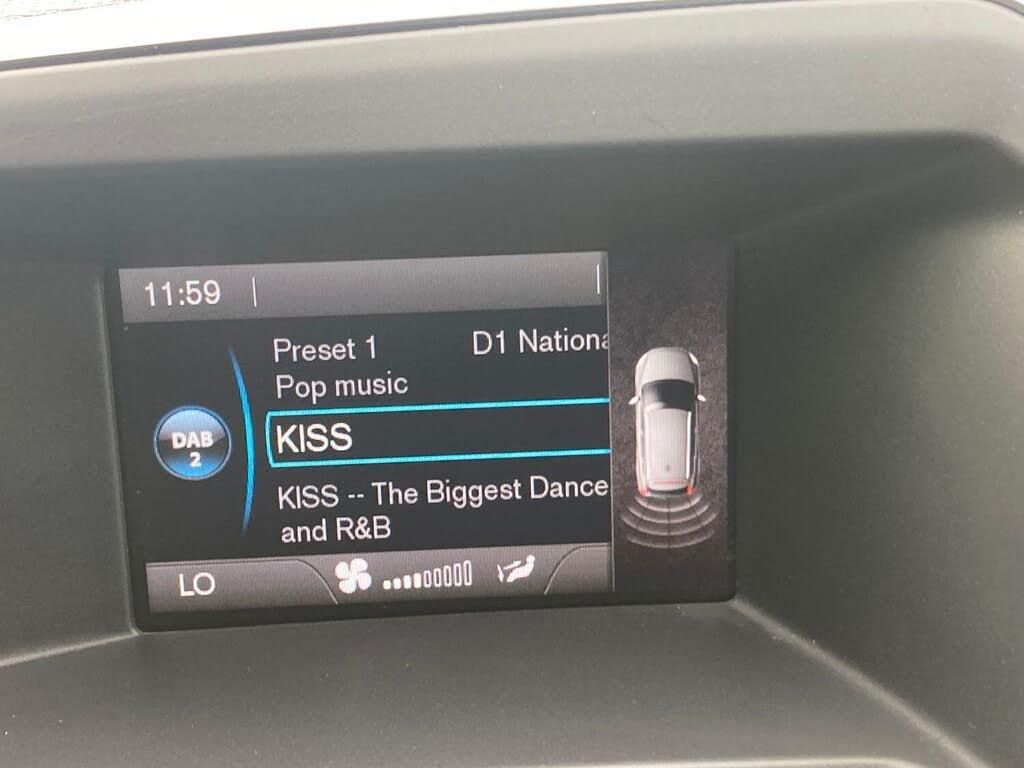 11:59
Preset 1 D1 Nationa
Pop music
DAB
2
KISS
KISS -- The Biggest Dance
and R&B
LO